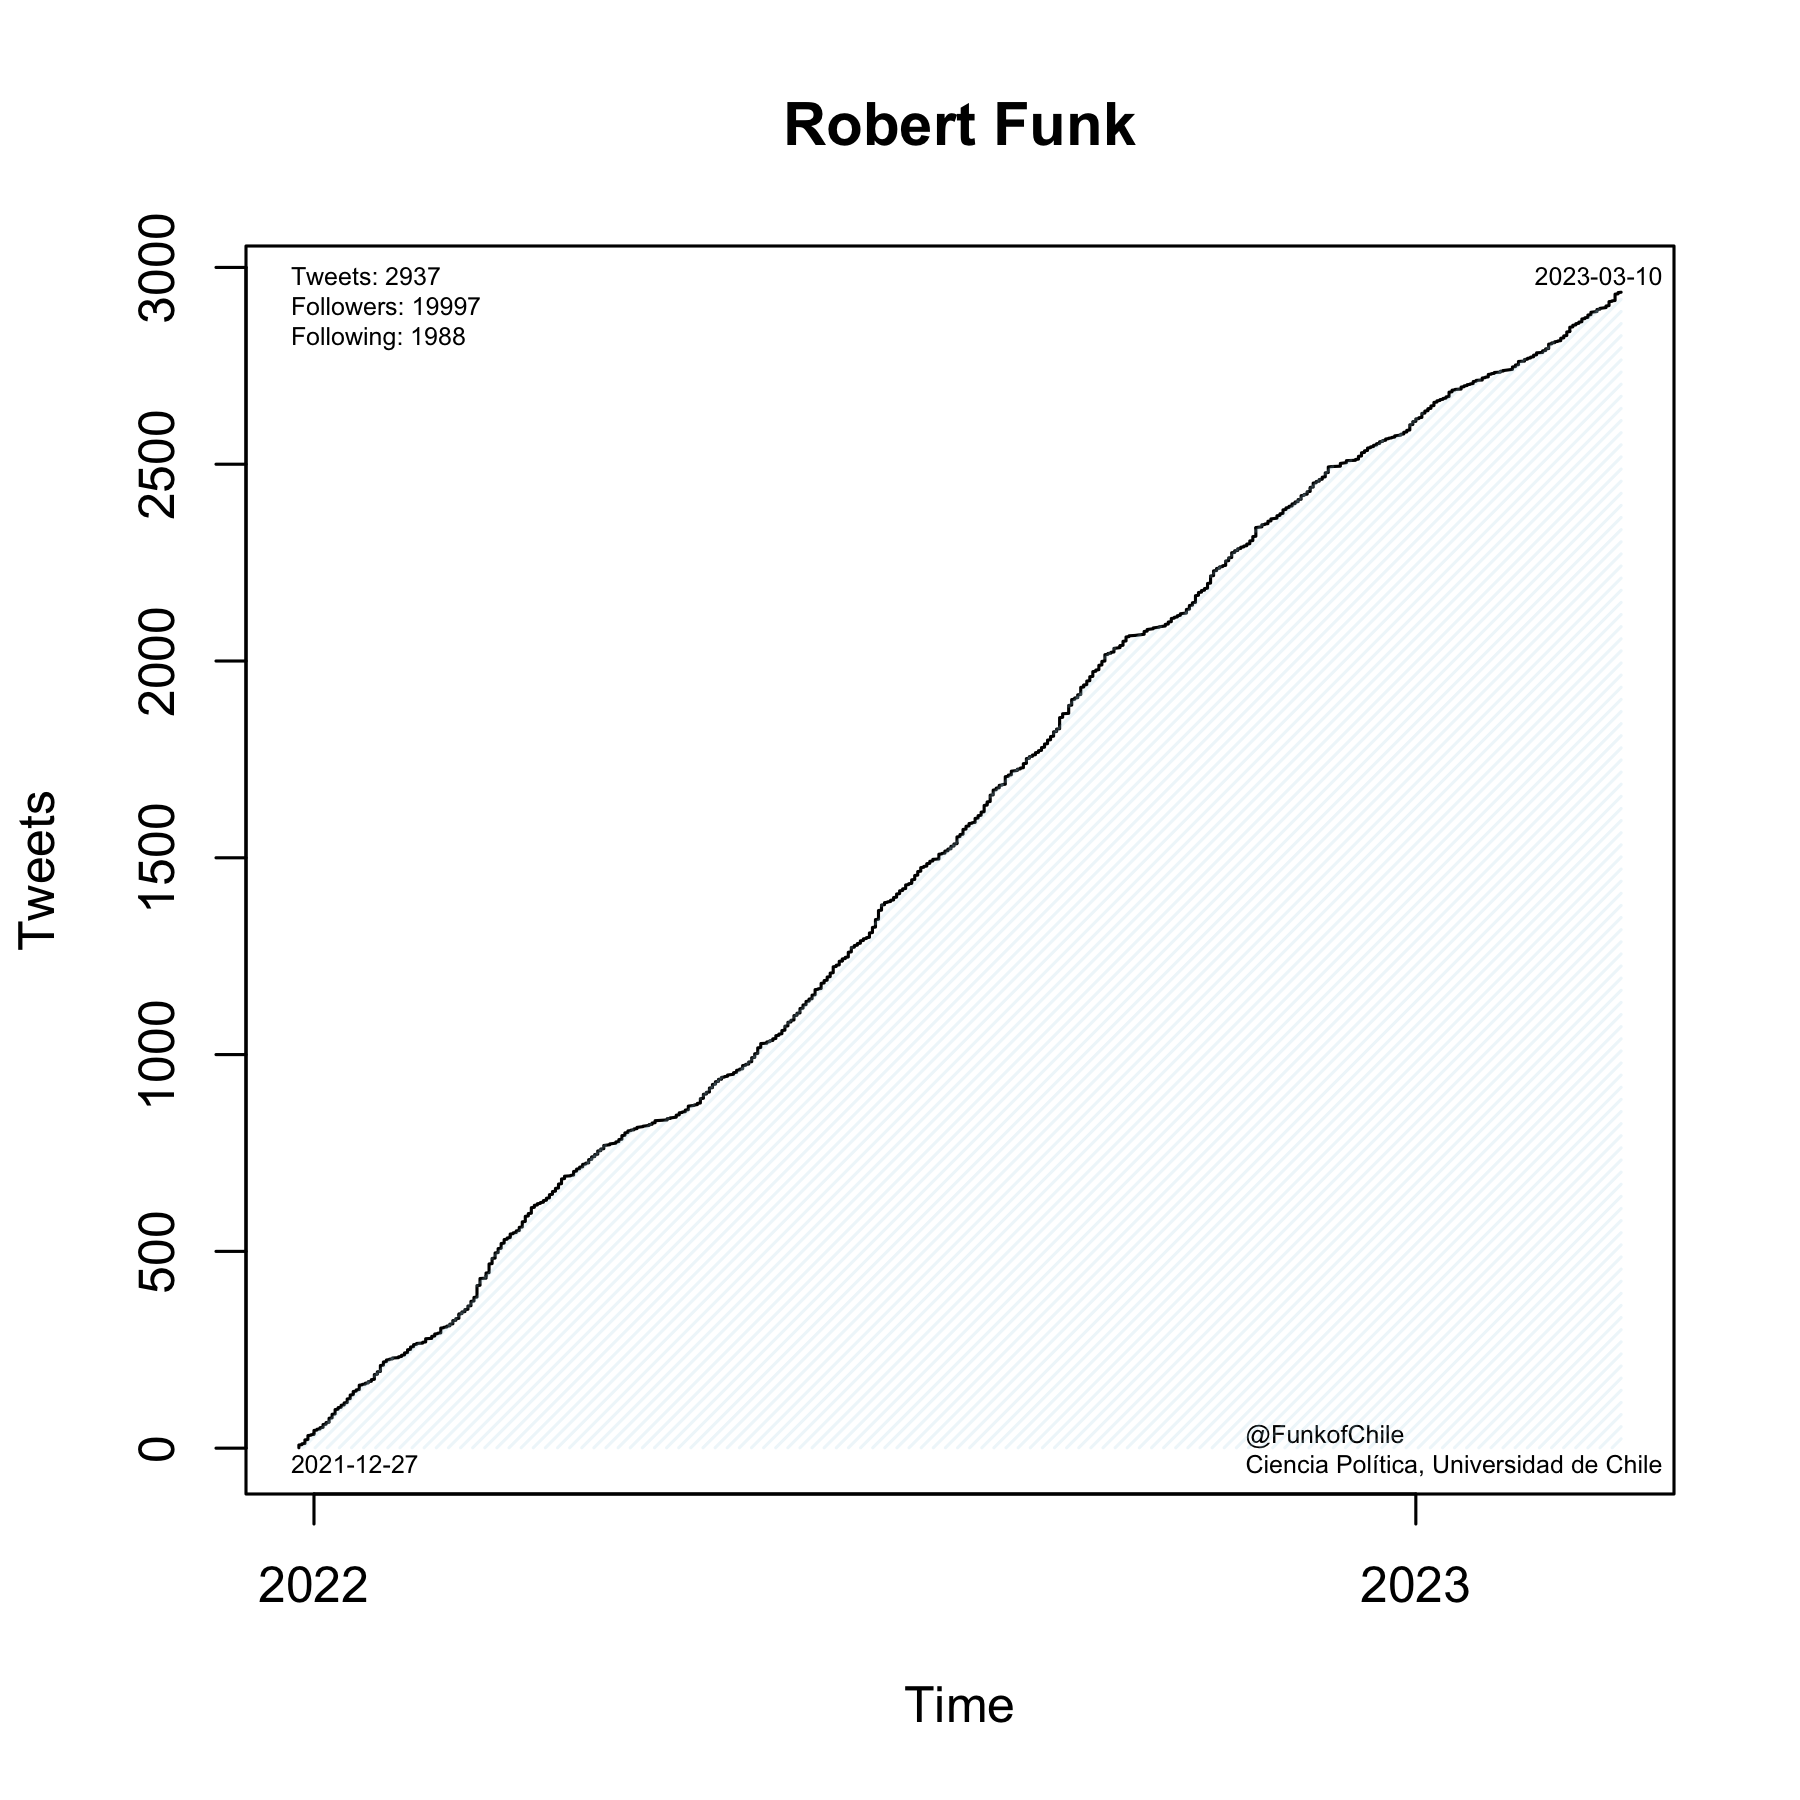 Robert Funk
Tweets: 2937
Followers: 19997
Following: 1988
2023-03-10
3000
2500
2000
1500
1000
500
0
Tweets
@FunkofChile
Ciencia Política, Universidad de Chile
2021-12-27
2022
2023
Time